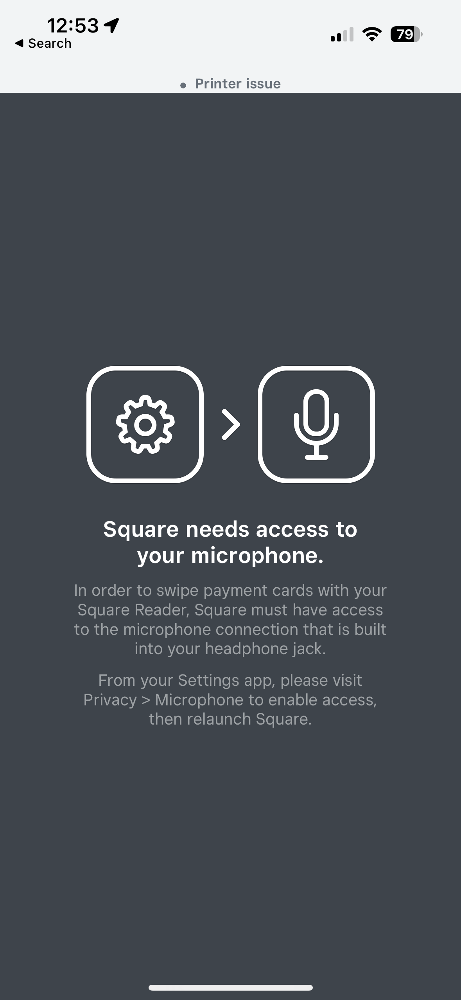 12:53
79
◀ Search
• Printer issue
Square needs access to
your microphone.
In order to swipe payment cards with your
Square Reader, Square must have access
to the microphone connection that is built
into your headphone jack.
From your Settings app, please visit
Privacy > Microphone to enable access,
then relaunch Square.